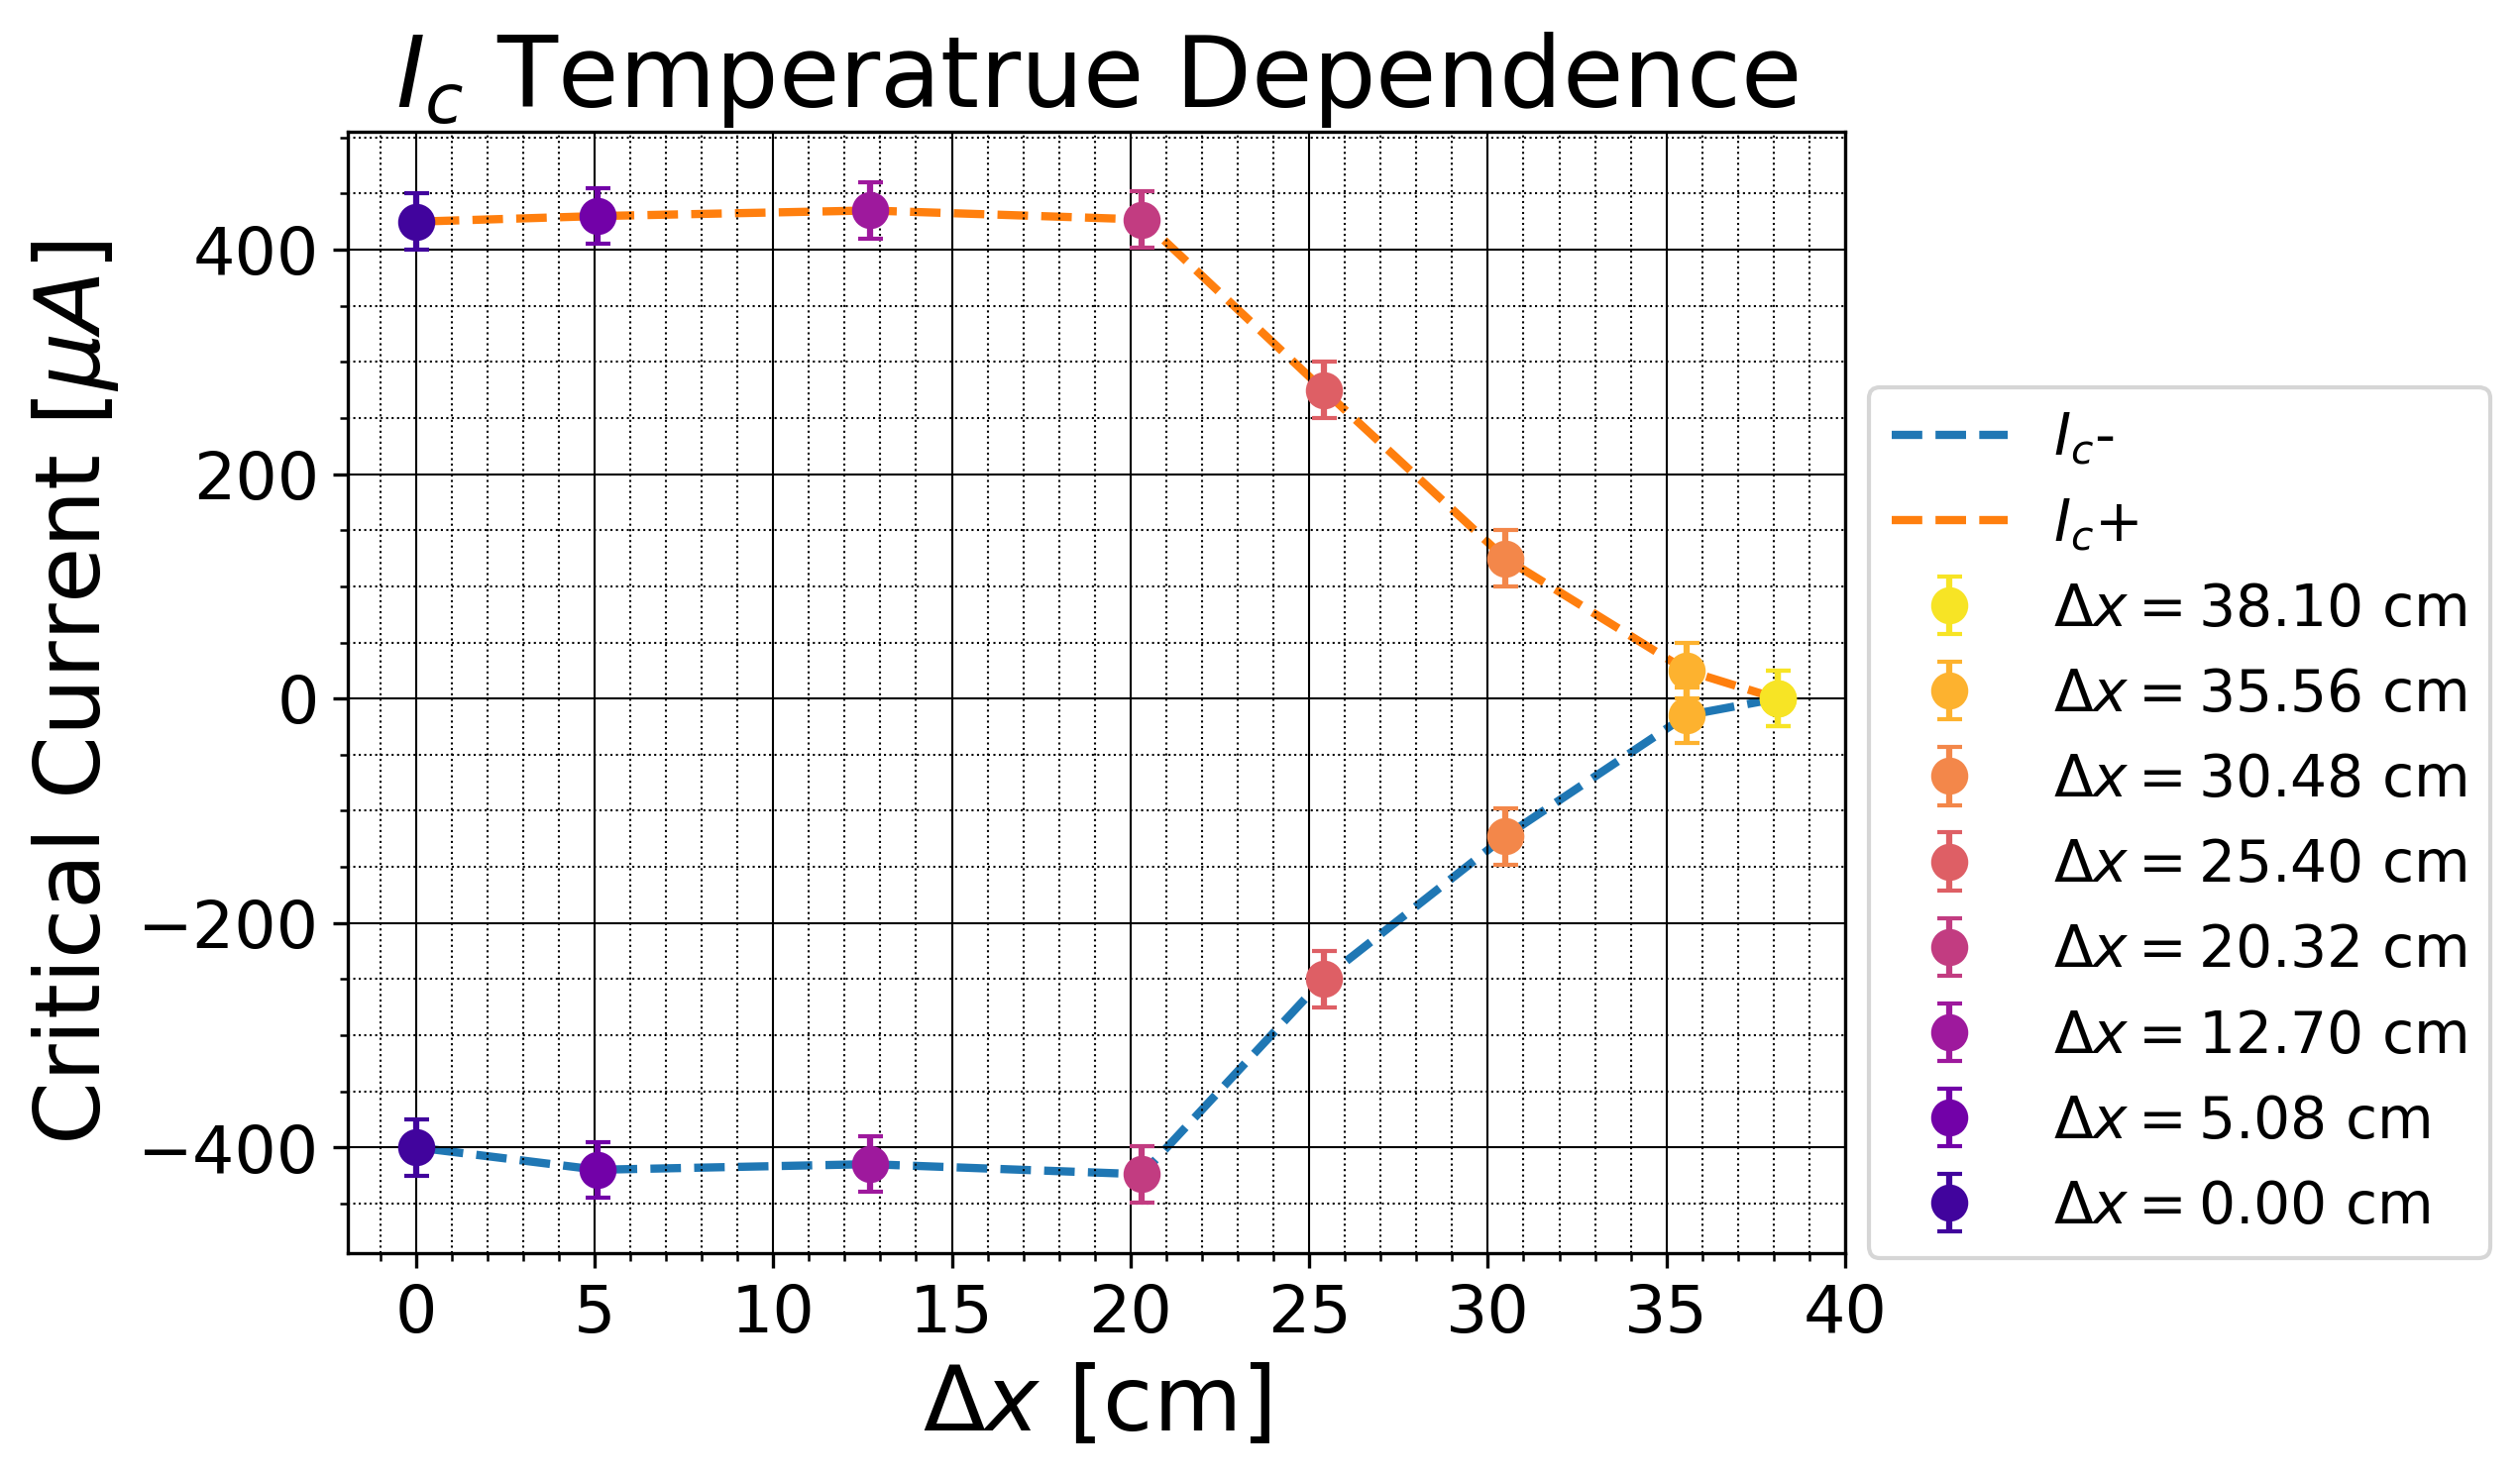 I_c Temperatrue Dependence
Critical Current [μA]
400
200
0
−200
−400
0 5 10 15 20 25 30 35 40
Δx [cm]
I_c-
I_c+
Δx = 38.10 cm
Δx = 35.56 cm
Δx = 30.48 cm
Δx = 25.40 cm
Δx = 20.32 cm
Δx = 12.70 cm
Δx = 5.08 cm
Δx = 0.00 cm